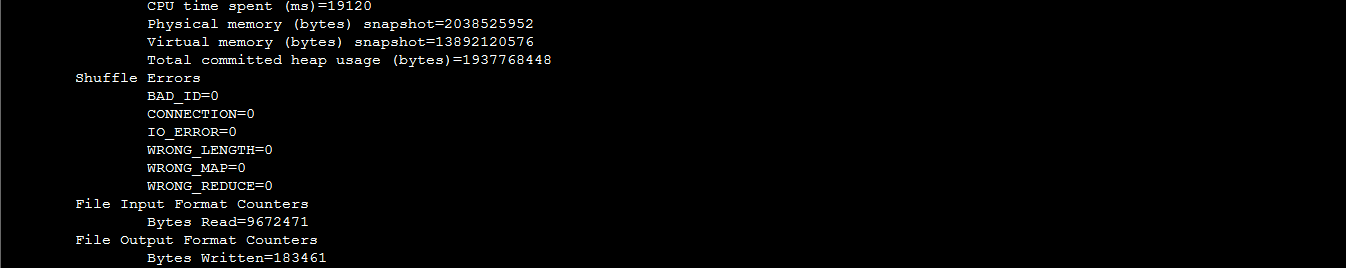 CPU time spent (ms)=19120
Physical memory (bytes) snapshot=2038525952
Virtual memory (bytes) snapshot=13892120576
Total committed heap usage (bytes)=1937768448
Shuffle Errors
BAD_ID=0
CONNECTION=0
IO_ERROR=0
WRONG_LENGTH=0
WRONG_MAP=0
WRONG_REDUCE=0
File Input Format Counters
Bytes Read=9672471
File Output Format Counters
Bytes Written=183461